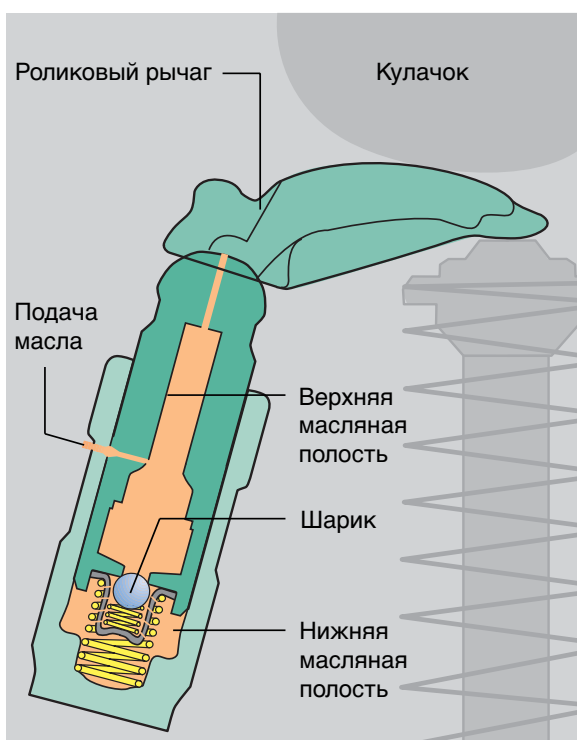 Роликовый рычаг
Кулачок
Подача
масла
Верхняя
масляная
полость
Шарик
Нижняя
масляная
полость